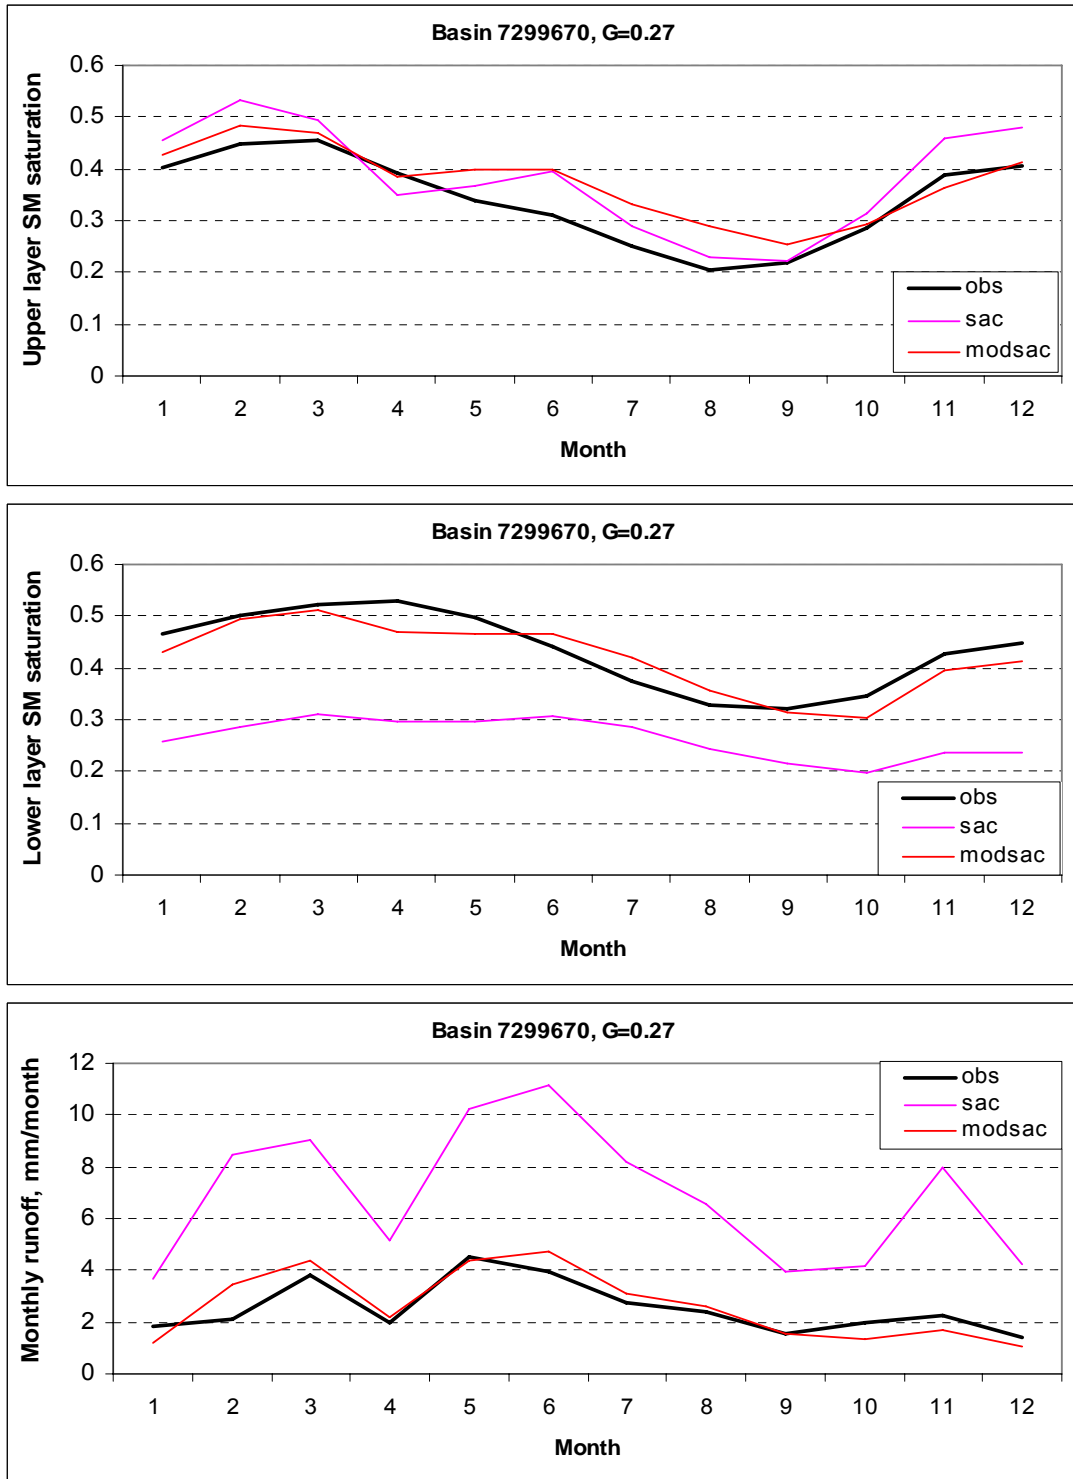 Basin 7299670, G=0.27
Upper layer SM saturation
0.6
0.5
0.4
0.3
0.2
0.1
0
obs
sac
modsac
1 2 3 4 5 6 7 8 9 10 11 12
Month
Basin 7299670, G=0.27
Lower layer SM saturation
0.6
0.5
0.4
0.3
0.2
0.1
0
obs
sac
modsac
1 2 3 4 5 6 7 8 9 10 11 12
Month
Basin 7299670, G=0.27
Monthly runoff, mm/month
12
10
8
6
4
2
0
obs
sac
modsac
1 2 3 4 5 6 7 8 9 10 11 12
Month